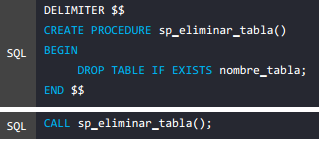 SQL
DELIMITER $$
CREATE PROCEDURE sp_eliminar_tabla()
BEGIN
DROP TABLE IF EXISTS nombre_tabla;
END $$
SQL
CALL sp_eliminar_tabla();